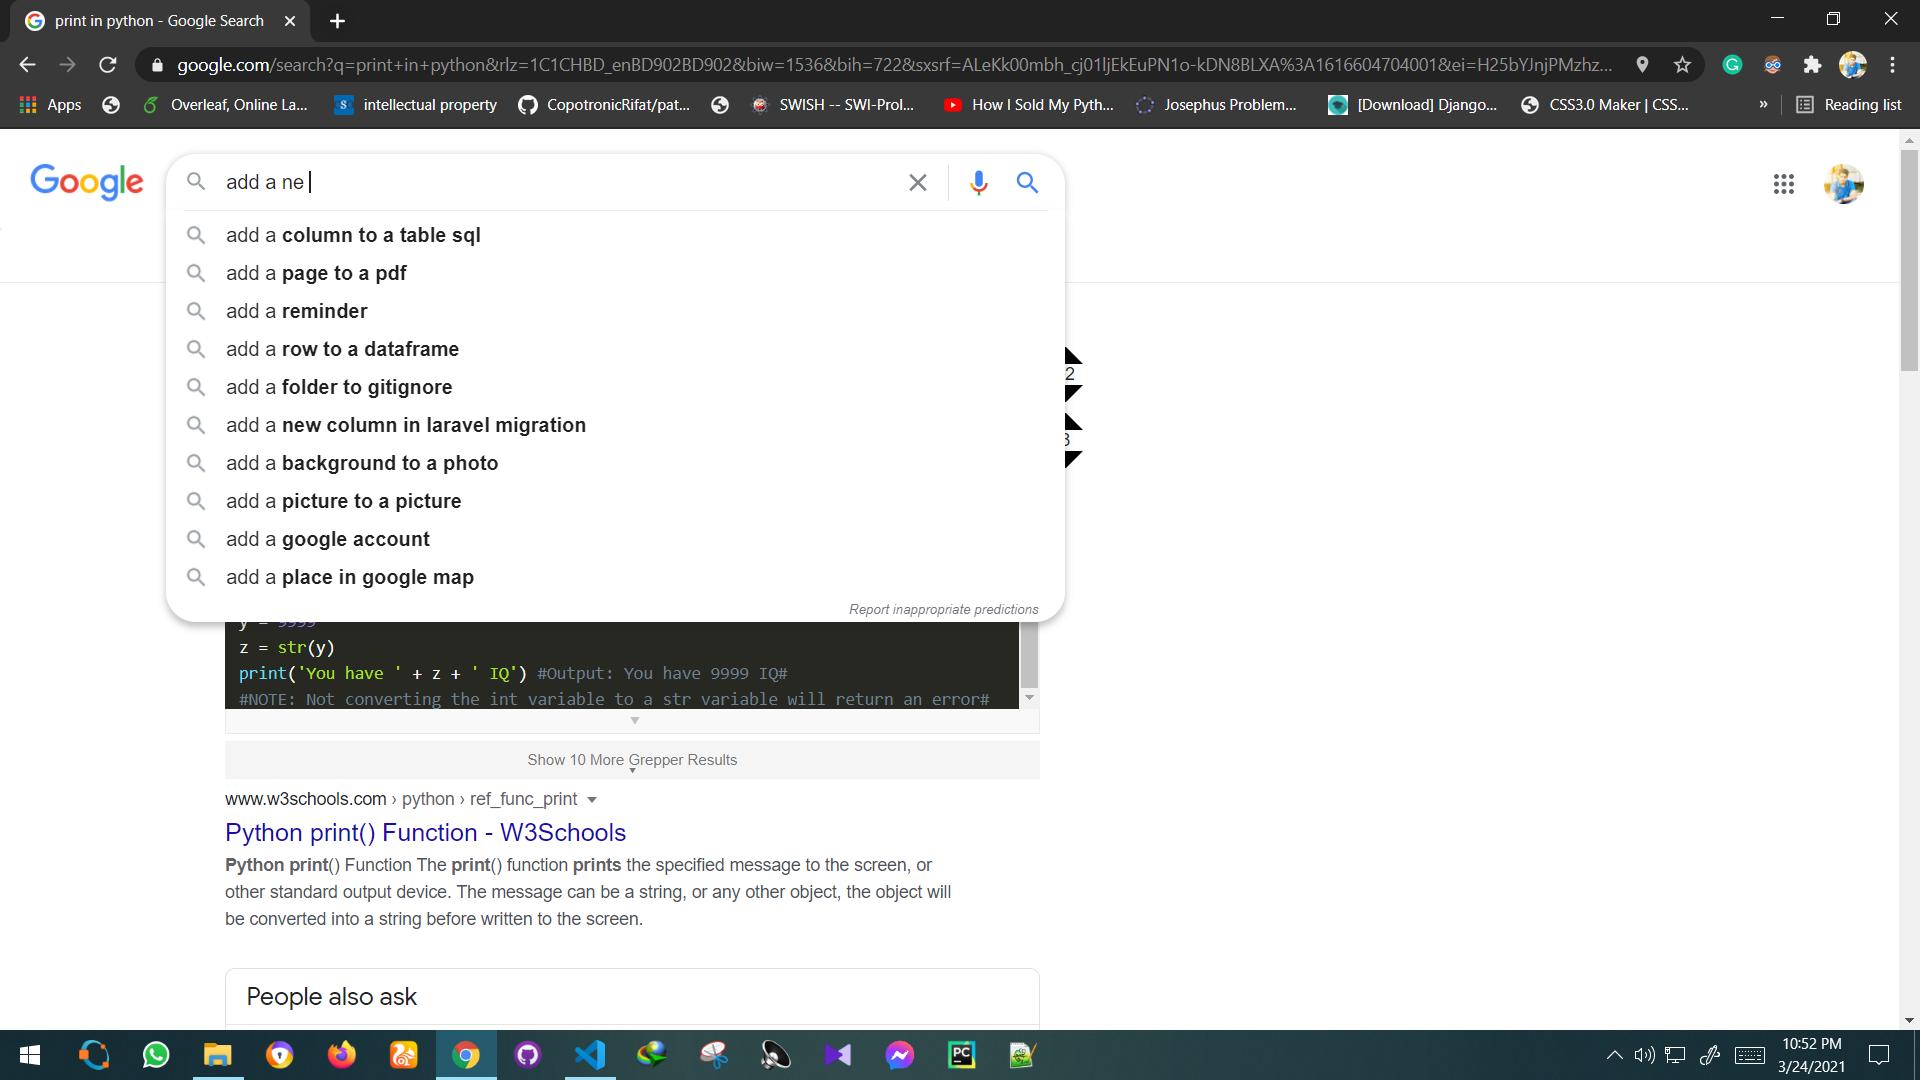 print in python - Google Search
google.com/search?q=print+in+python&rlz=1C1CHBD_enBD902BD902&biw=1536&bih=722&sxsrf=ALeKk00mbh_cj01ljEkEuPN1o-kDN8BLXA%3A1616604704001&ei=H25bYJnjPMzhz...
Apps Overleaf, Online La... S intellectual property CopotronicRifat/pat... SWISH -- SWI-Prol... How I Sold My Pyth... Josephus Problem... [Download] Django... CSS3.0 Maker | CSS... » Reading list
Google
add a ne
add a column to a table sql
add a page to a pdf
add a reminder
add a row to a dataframe
2
add a folder to gitignore
add a new column in laravel migration
3
add a background to a photo
add a picture to a picture
add a google account
add a place in google map
Report inappropriate predictions
y = 9999
z = str(y)
print('You have ' + z + ' IQ') #Output: You have 9999 IQ#
#NOTE: Not converting the int variable to a str variable will return an error#
Show 10 More Grepper Results
www.w3schools.com › python › ref_func_print
Python print() Function - W3Schools
Python print() Function The print() function prints the specified message to the screen, or
other standard output device. The message can be a string, or any other object, the object will
be converted into a string before written to the screen.
People also ask
PC
10:52 PM
3/24/2021